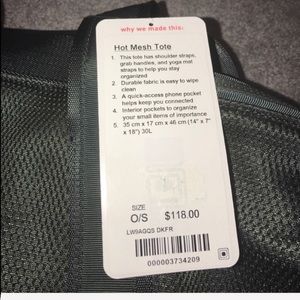 why we made this:
Hot Mesh Tote
1. This tote has shoulder straps,
grab handles, and yoga mat
straps to help you stay
organized
2. Durable fabric is easy to wipe
clean
3. A quick-access phone pocket
helps keep you connected
4. Interior pockets to organize
your small items of importance
5. 35 cm x 17 cm x 46 cm (14" x 7"
x 18") 30L
SIZE
O/S $118.00
LW9AGQS DKFR
000003734209